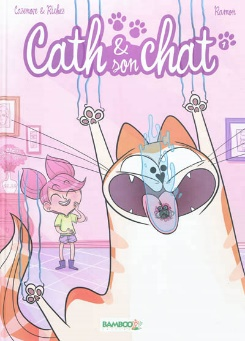 Cazenove & Richez
Ramon
Cath &
son chat
1
BAMBOO